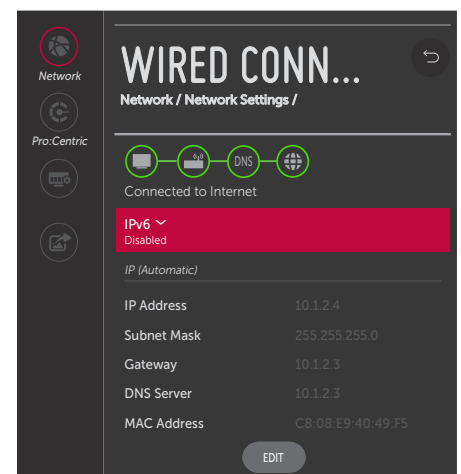 Network
Pro:Centric
WIRED CONN...
Network / Network Settings /
DNS
Connected to Internet
IPv6
Disabled
IP (Automatic)
IP Address 10.1.2.4
Subnet Mask 255.255.255.0
Gateway 10.1.2.3
DNS Server 10.1.2.3
MAC Address C8:08:E9:40:49:F5
EDIT